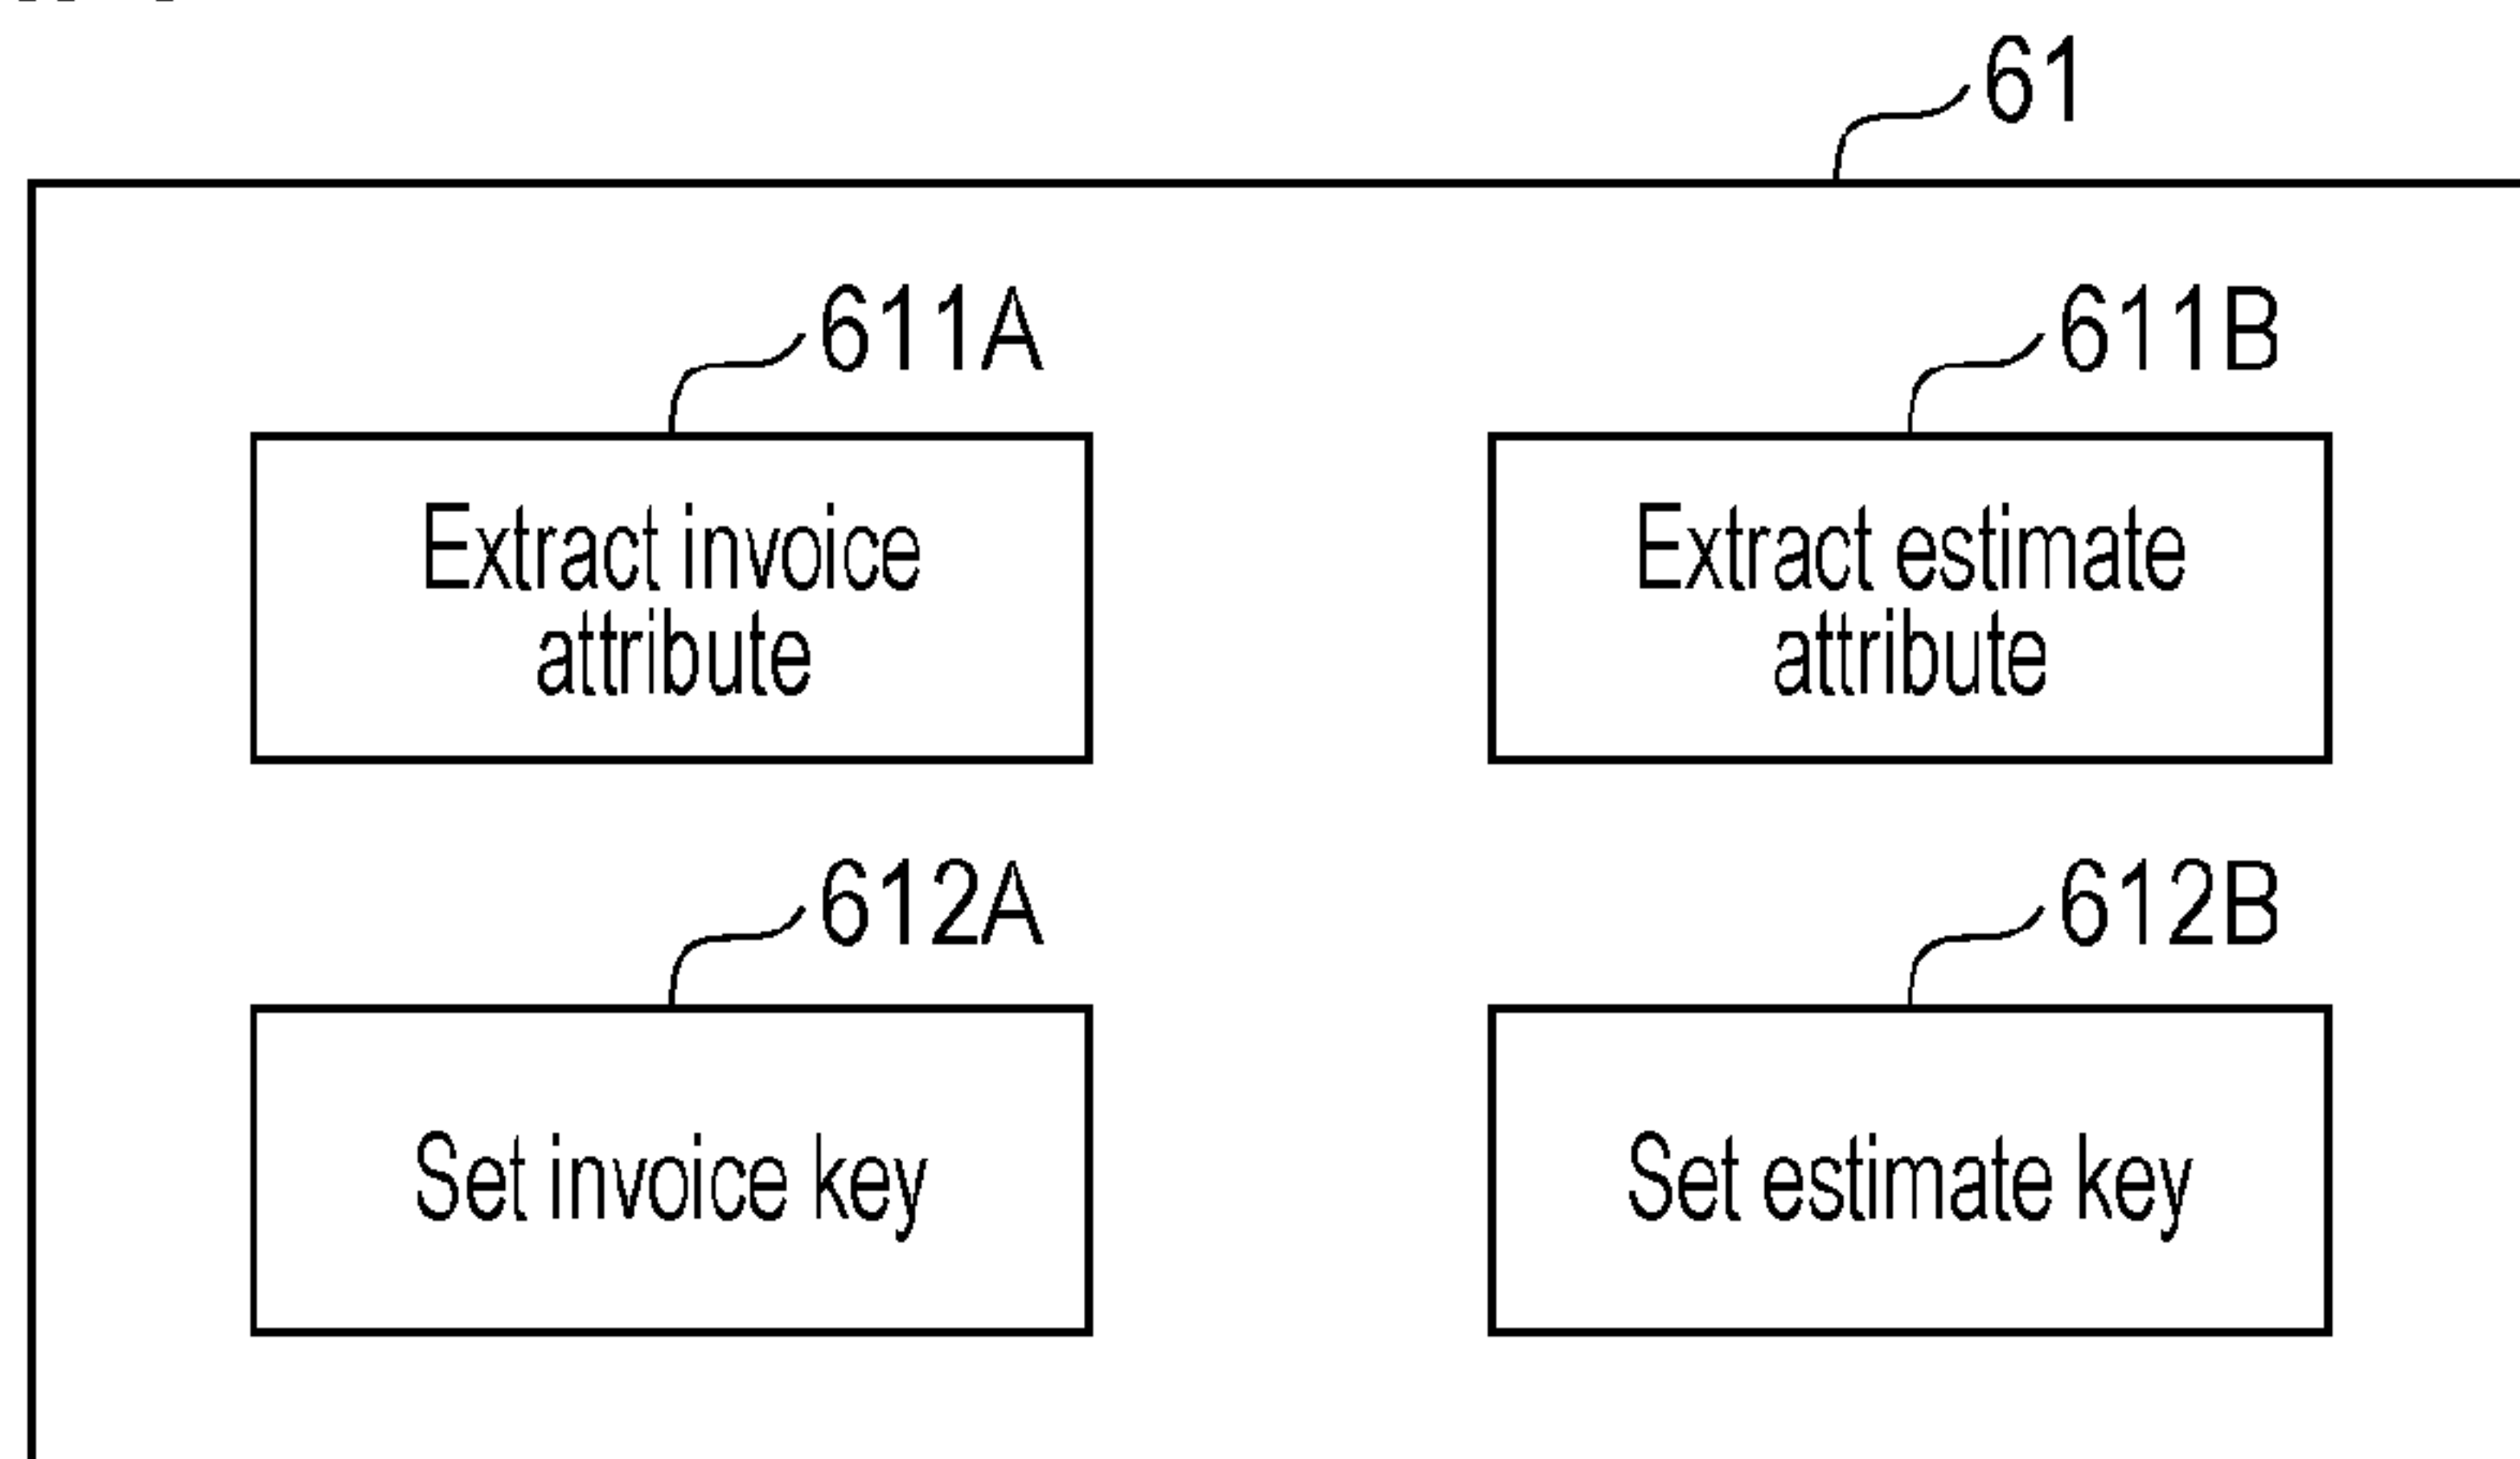 61
611A
611B
Extract invoice
attribute
Extract estimate
attribute
612A
612B
Set invoice key
Set estimate key